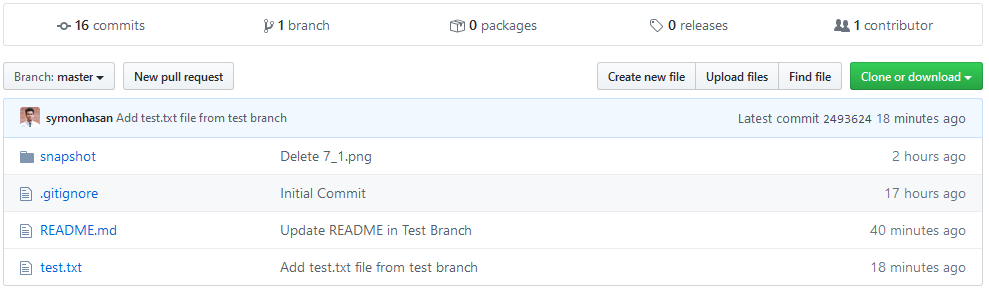 16 commits 1 branch 0 packages 0 releases 1 contributor
Branch: master New pull request Create new file Upload files Find file Clone or download
symonhasan Add test.txt file from test branch Latest commit 2493624 18 minutes ago
snapshot Delete 7_1.png 2 hours ago
.gitignore Initial Commit 17 hours ago
README.md Update README in Test Branch 40 minutes ago
test.txt Add test.txt file from test branch 18 minutes ago